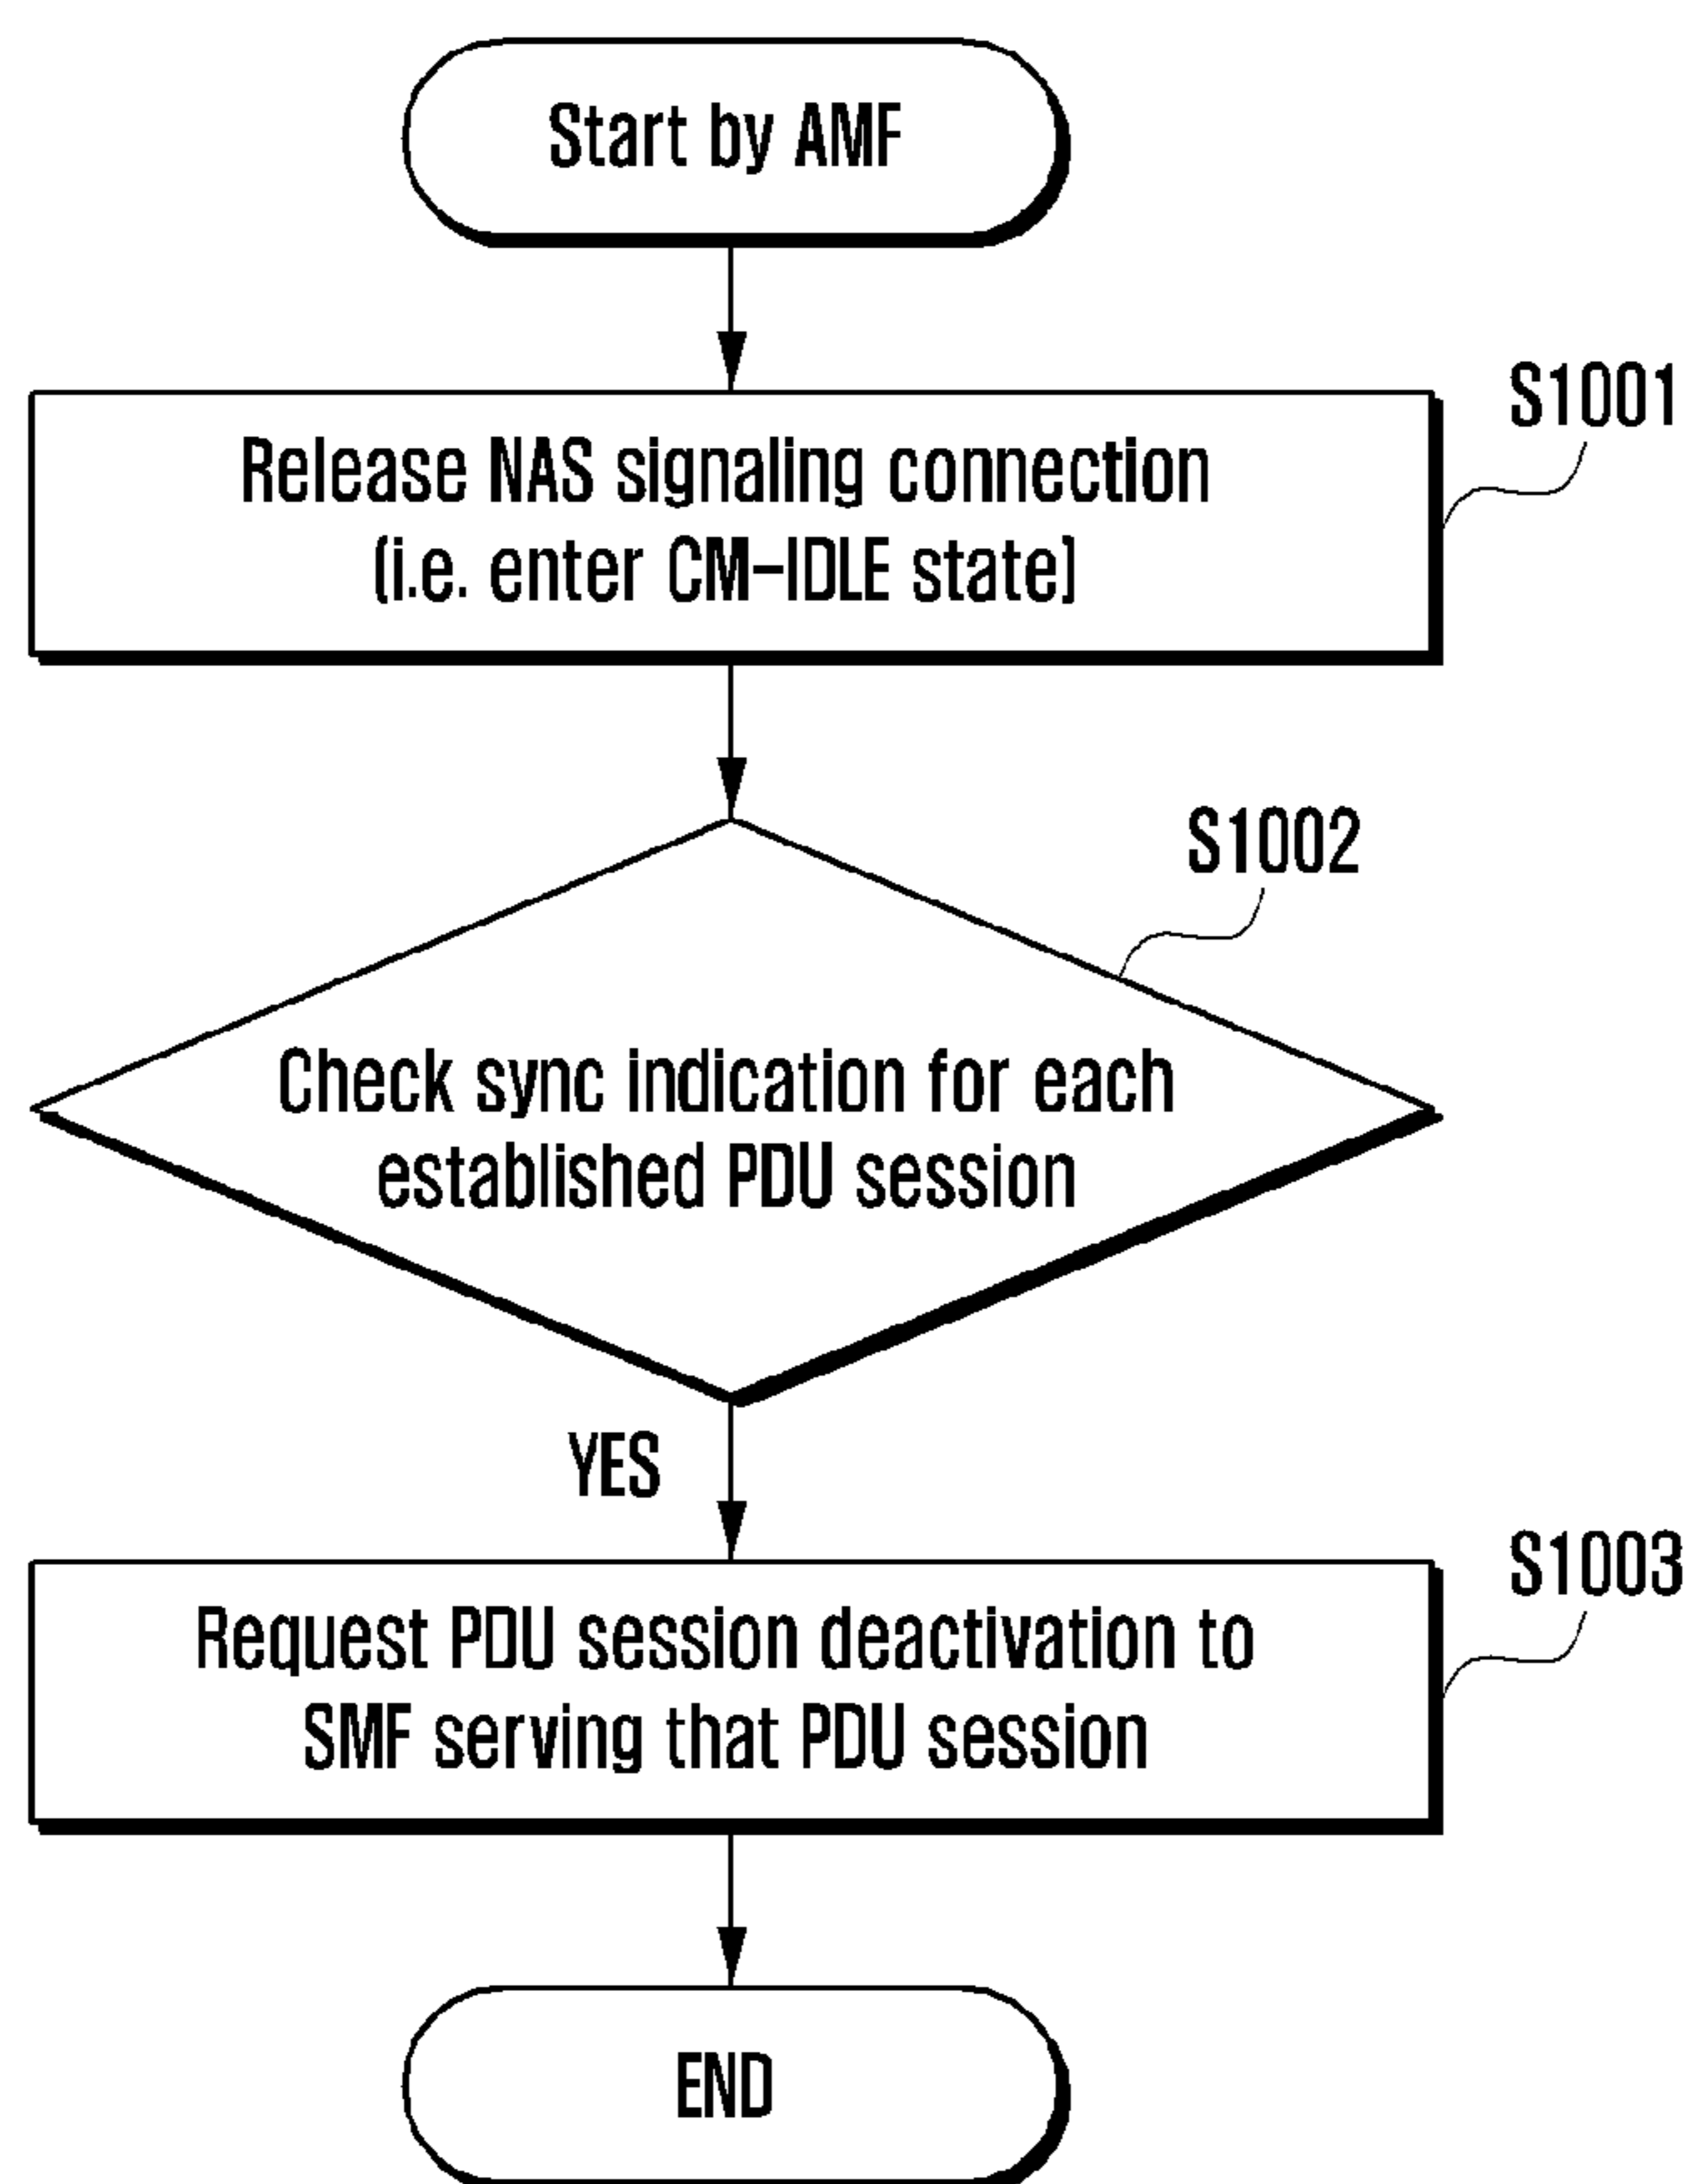 Start by AMF
S1001
Release NAS signaling connection
(i.e. enter CM-IDLE state)
S1002
Check sync indication for each
established PDU session
YES
S1003
Request PDU session deactivation to
SMF serving that PDU session
END